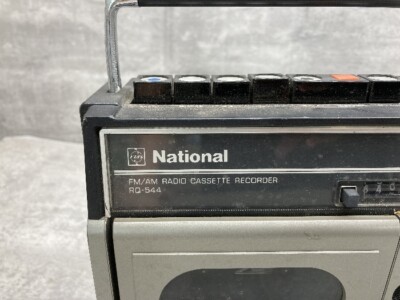 National
FM/AM RADIO CASSETTE RECORDER
RQ-544